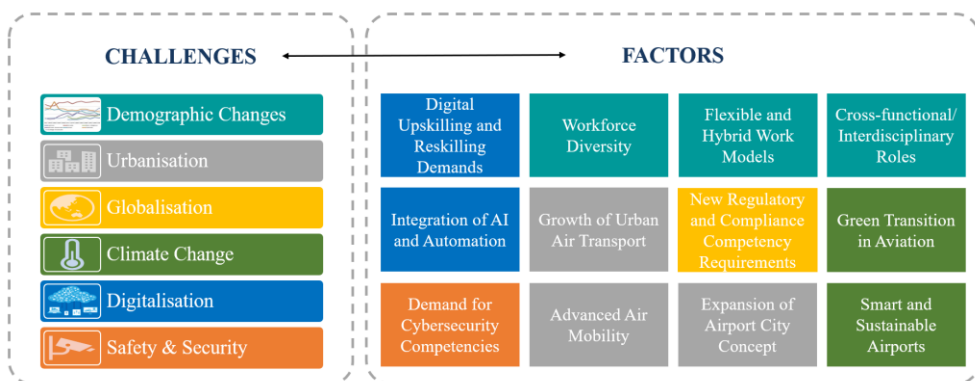 CHALLENGES
Demographic Changes
Urbanisation
Globalisation
Climate Change
Digitalisation
Safety & Security
FACTORS
Digital
Upskilling and
Reskilling
Demands
Workforce
Diversity
Flexible and
Hybrid Work
Models
Cross-functional/
Interdisciplinary
Roles
Integration of AI
and Automation
Growth of Urban
Air Transport
New Regulatory
and Compliance
Competency
Requirements
Green Transition
in Aviation
Demand for
Cybersecurity
Competencies
Advanced Air
Mobility
Expansion of
Airport City
Concept
Smart and
Sustainable
Airports